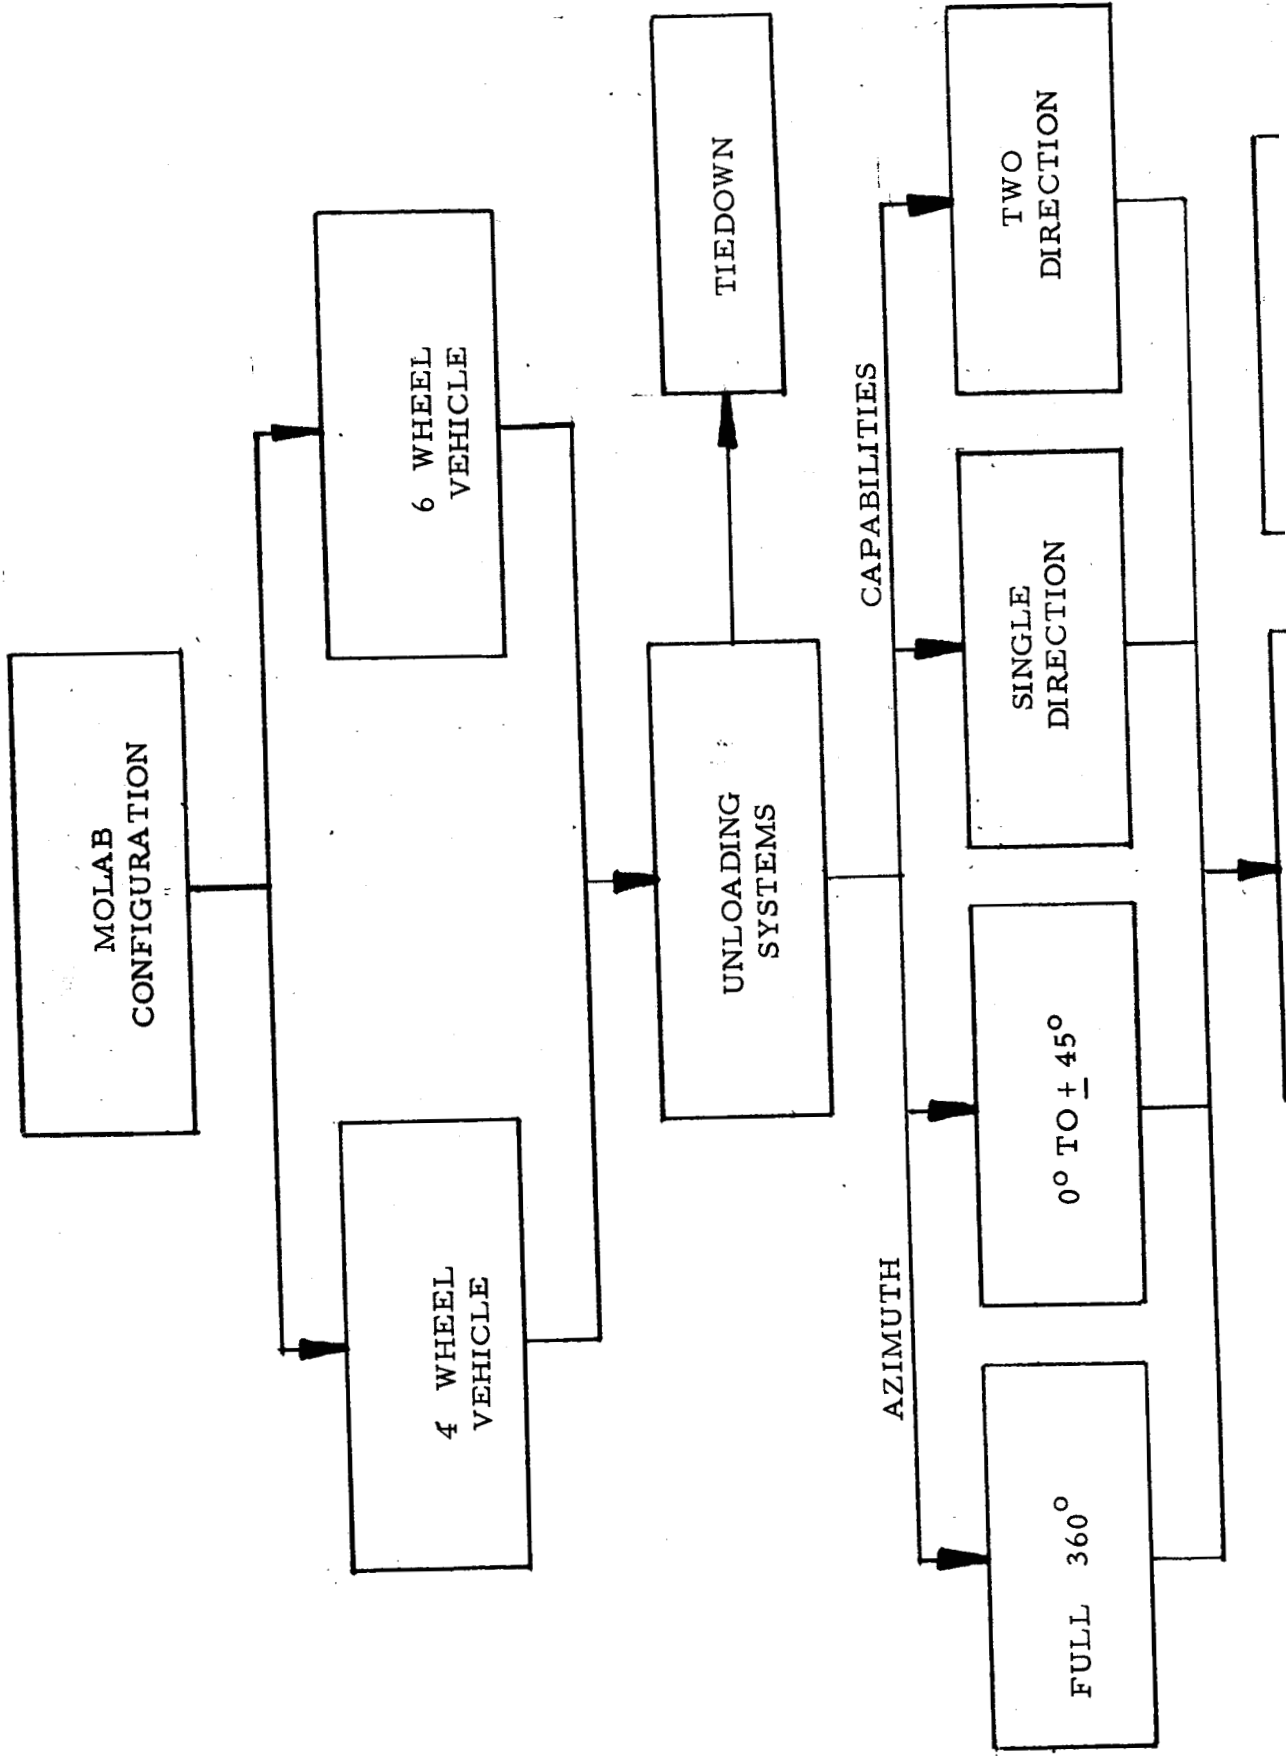 MOLAB
CONFIGURATION
4 WHEEL
VEHICLE
6 WHEEL
VEHICLE
UNLOADING
SYSTEMS
TIEDOWN
AZIMUTH
CAPABILITIES
FULL 360°
0° TO ± 45°
SINGLE
DIRECTION
TWO
DIRECTION